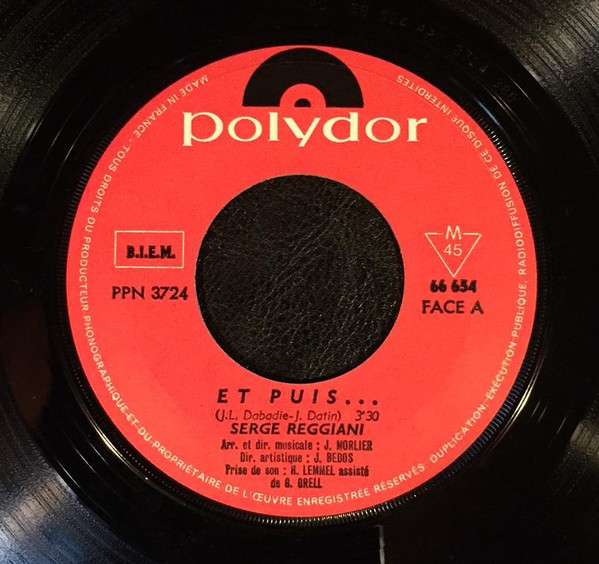 polydor
B.I.E.M.
PPN 3724
M
45
66 654
FACE A
ET PUIS...
(J.L. Dabadie-J. Datin) 3'30
SERGE REGGIANI
Arr. et dir. musicale : J. MORLIER
Dir. artistique : J. BEDOS
Prise de son : H. LEMMEL assisté
de G. GRELL
MADE IN FRANCE - TOUS DROITS DU PRODUCTEUR PHONOGRAPHIQUE ET DU PROPRIÉTAIRE DE L'ŒUVRE ENREGISTRÉE RÉSERVÉS. DUPLICATION, EXÉCUTION PUBLIQUE, RADIODIFFUSION DE CE DISQUE INTERDITES